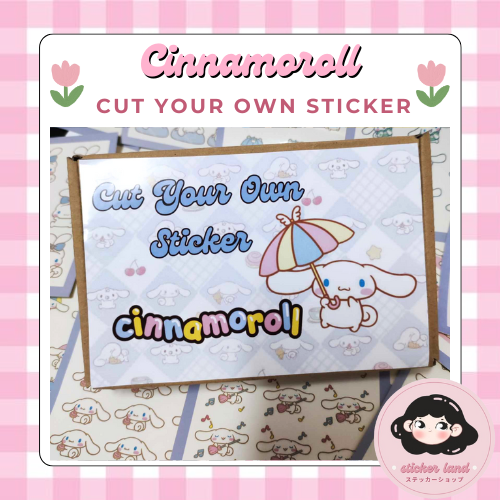 Cinnamoroll
CUT YOUR OWN STICKER
Cut Your Own
Sticker
cinnamoroll
sticker land
ステッカーショップ